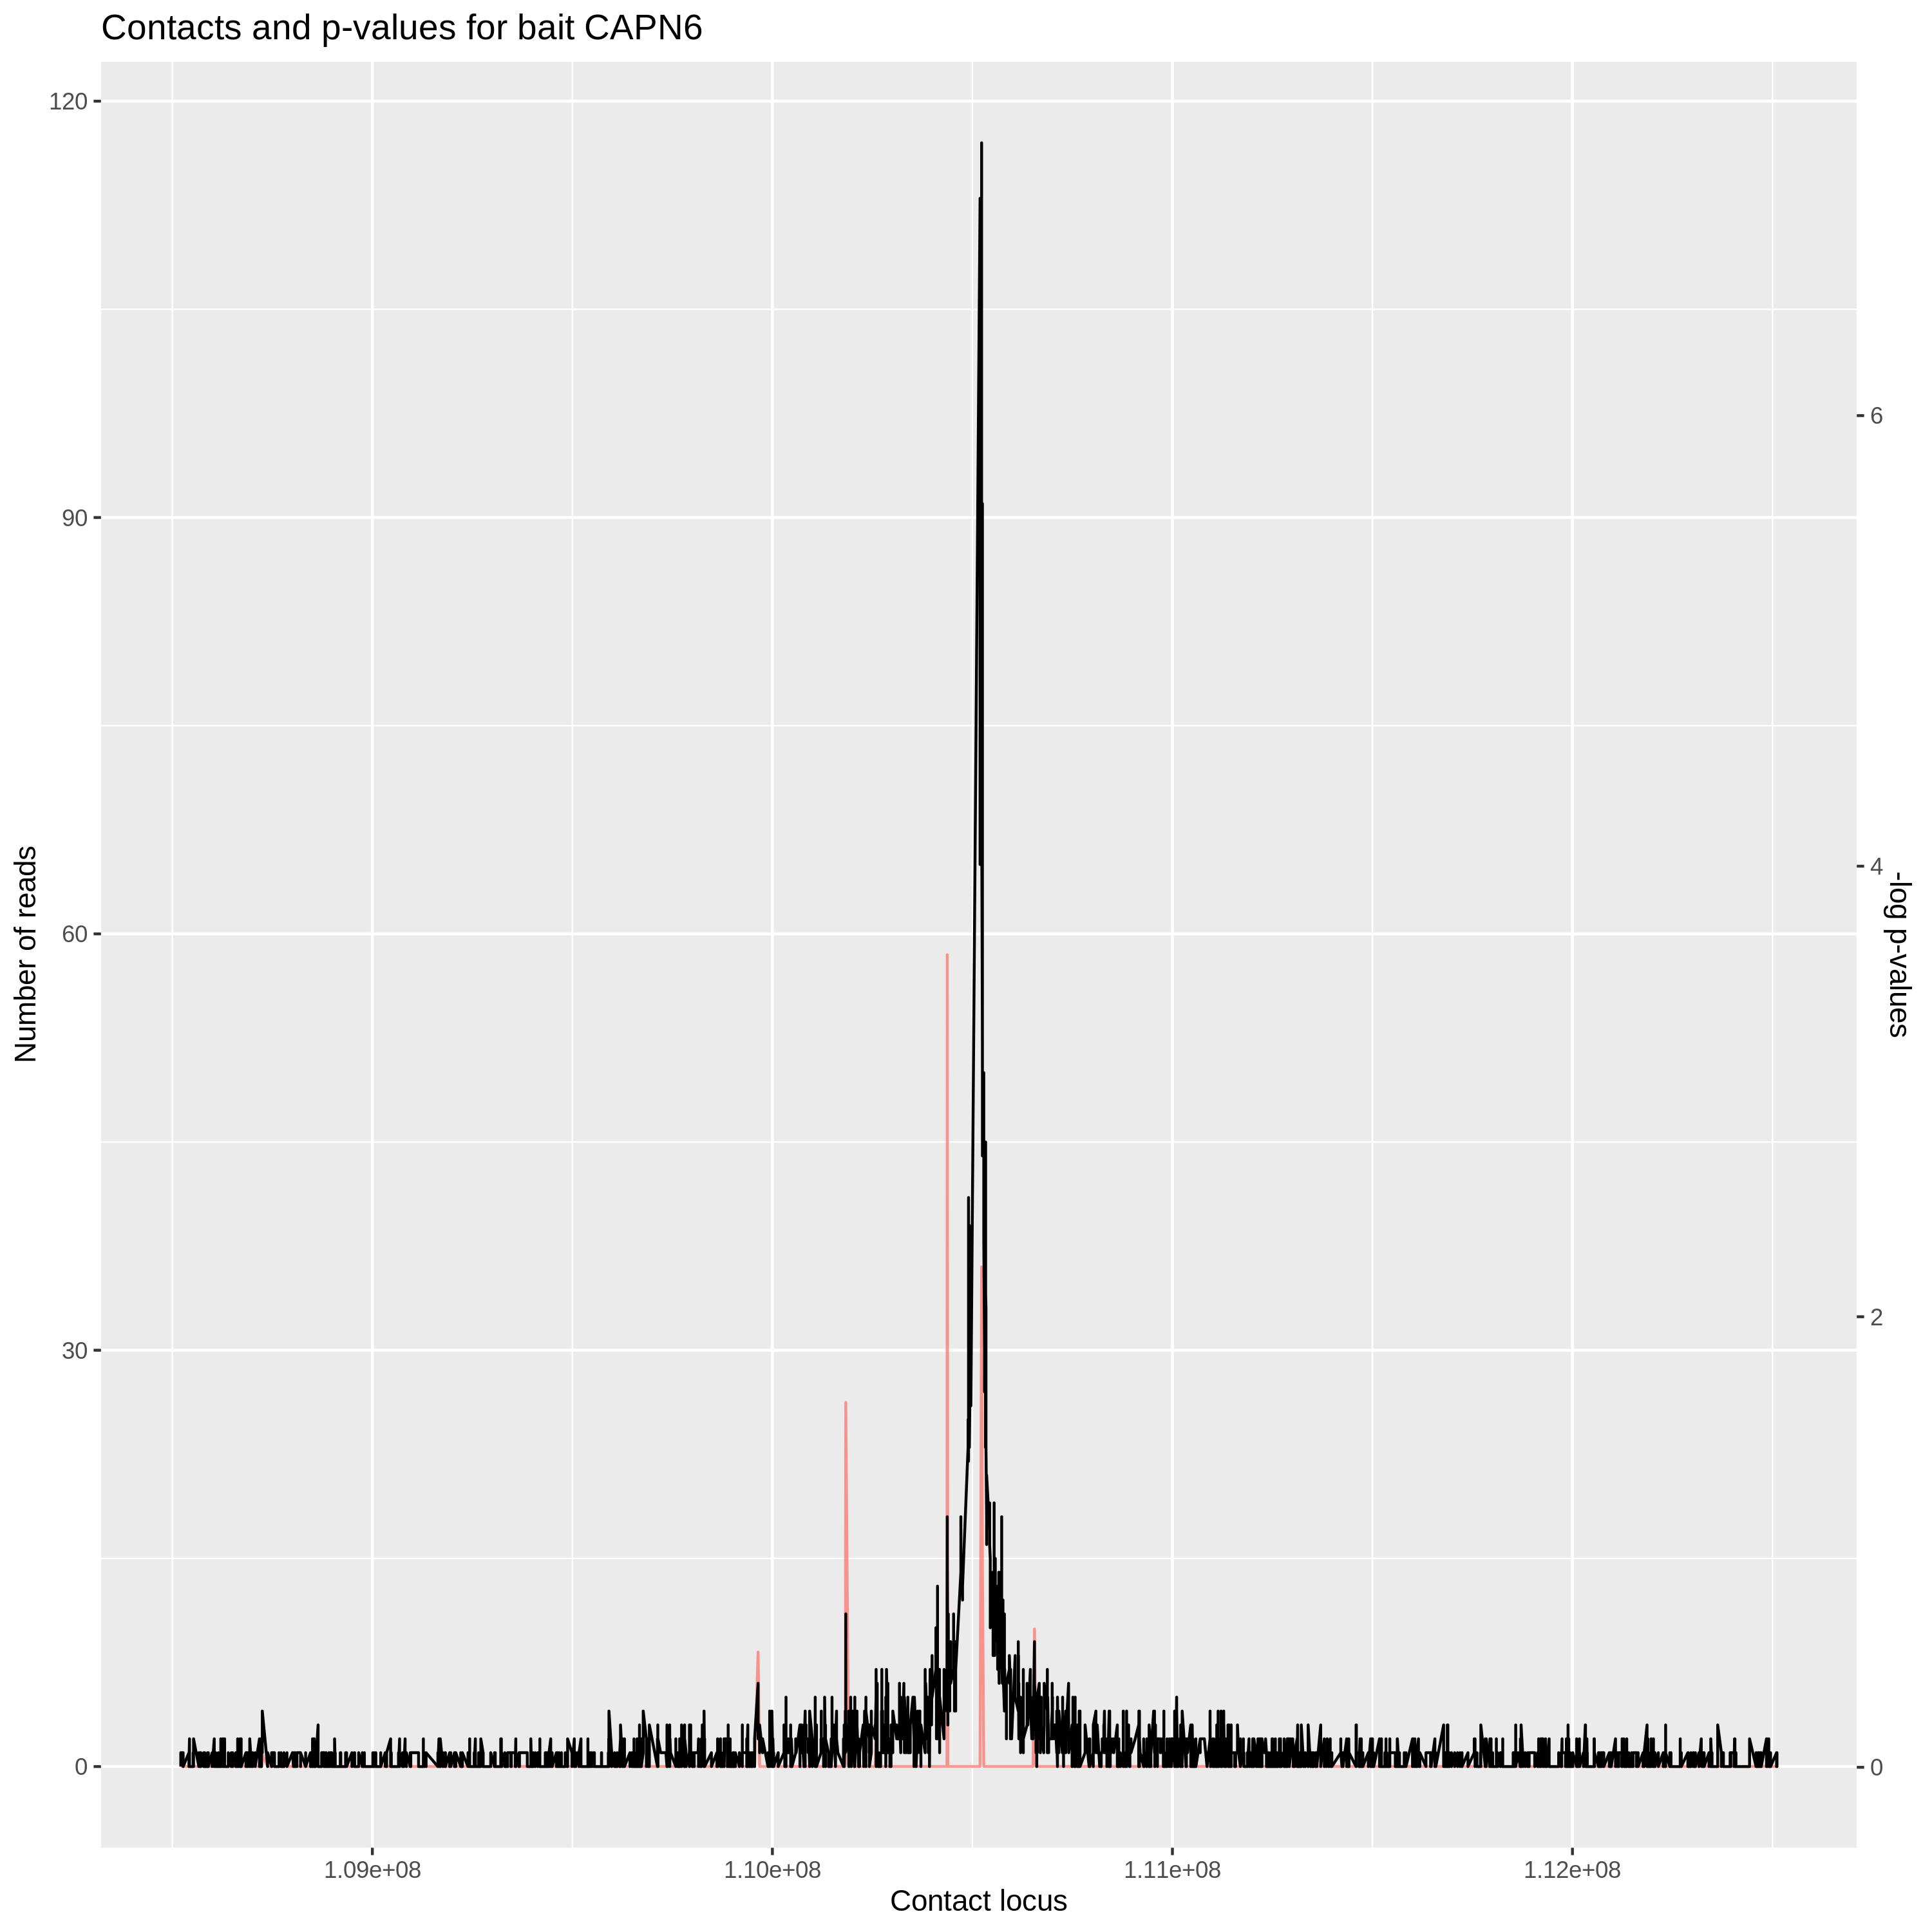 Contacts and p-values for bait CAPN6
120
90
60
30
0
Number of reads
6
4
2
0
-log p-values
1.09e+08
1.10e+08
1.11e+08
1.12e+08
Contact locus